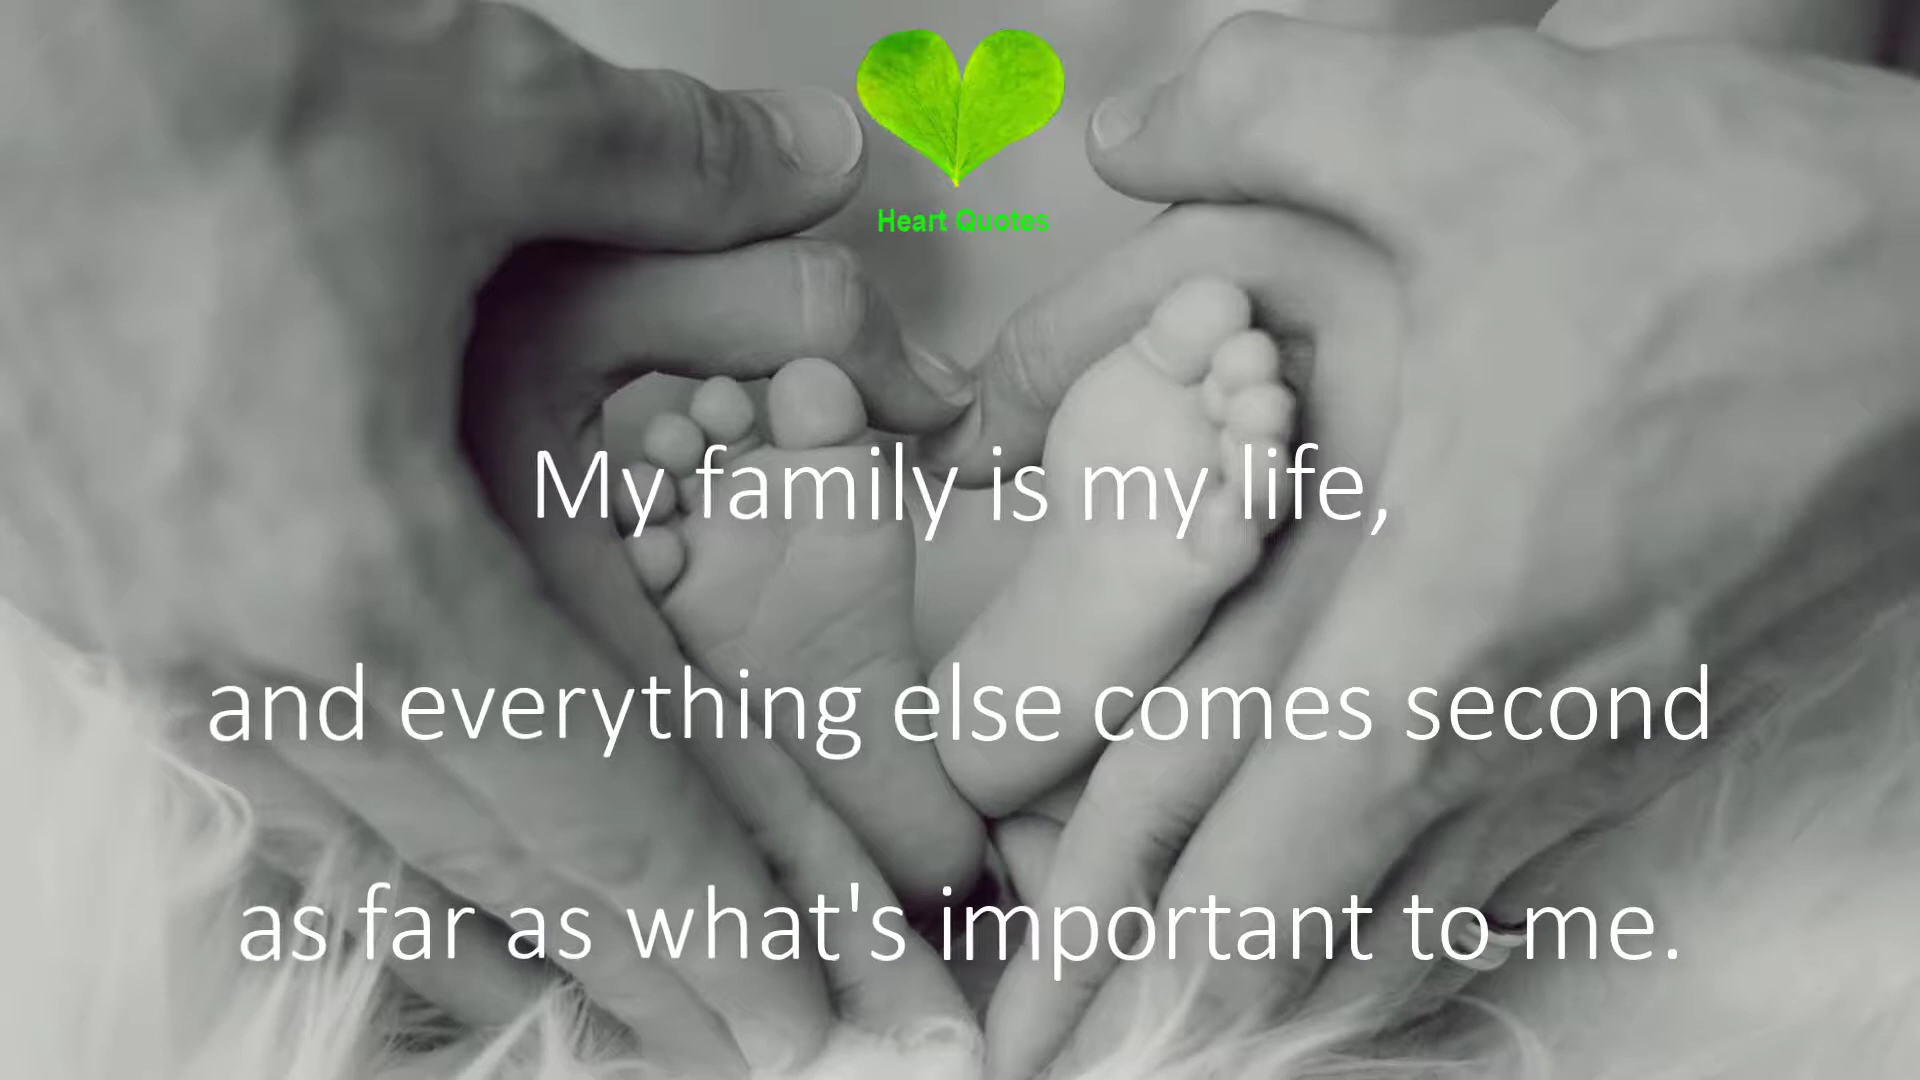 Heart Quotes
My family is my life,
and everything else comes second
as far as what's important to me.